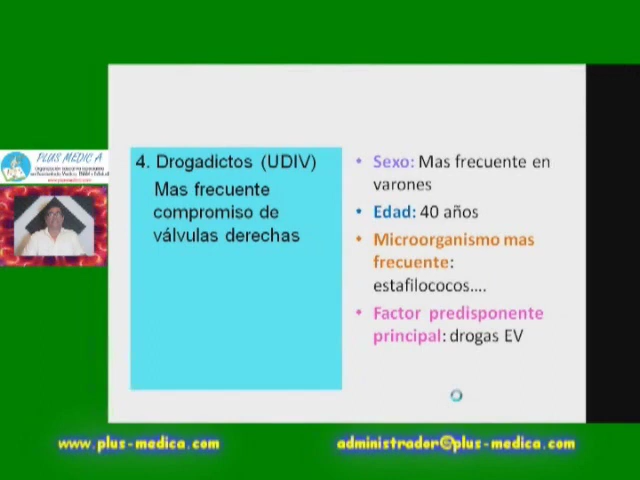 PLUS MEDIC A
4. Drogadictos (UDIV)
Mas frecuente
compromiso de
válvulas derechas
• Sexo: Mas frecuente en
varones
• Edad: 40 años
• Microorganismo mas
frecuente:
estafilococos....
• Factor predisponente
principal: drogas EV
www.plus-medica.com
administrador@plus-medica.com